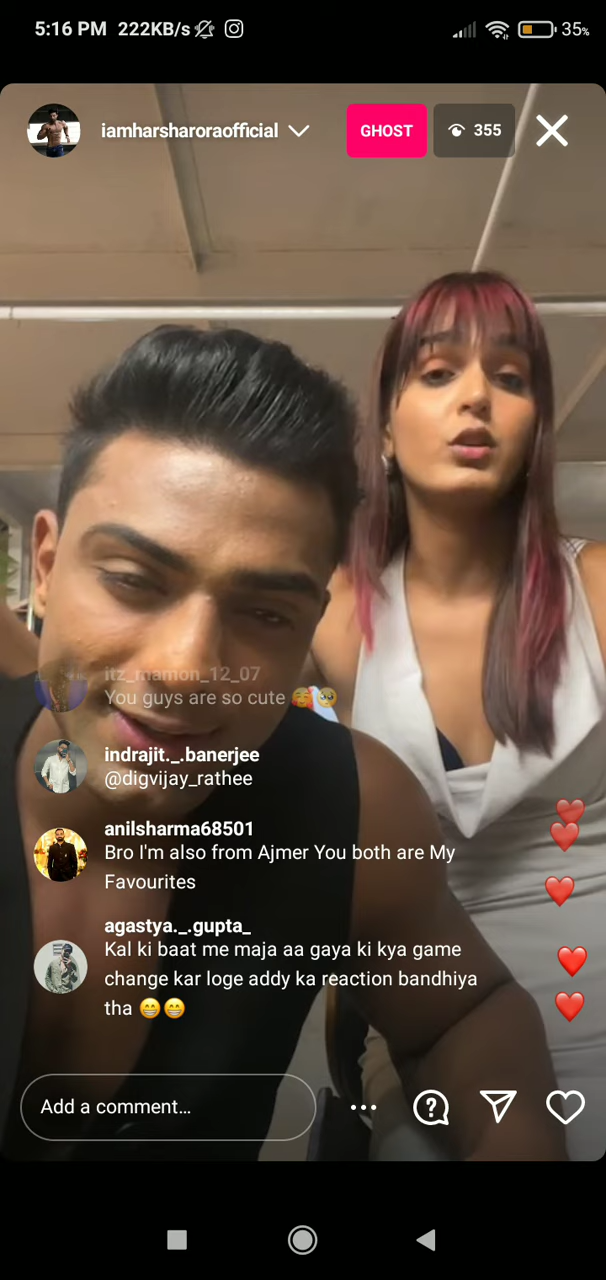 5:16 PM 222KB/s 35%
iamharsharoraofficial GHOST 355
itz_mamon_12_07
You guys are so cute 🥰🥹
indrajit._.banerjee
@digvijay_rathee
anilsharma68501
Bro I'm also from Ajmer You both are My
Favourites
agastya._.gupta_
Kal ki baat me maja aa gaya ki kya game
change kar loge addy ka reaction bandhiya
tha 😁😁
Add a comment...